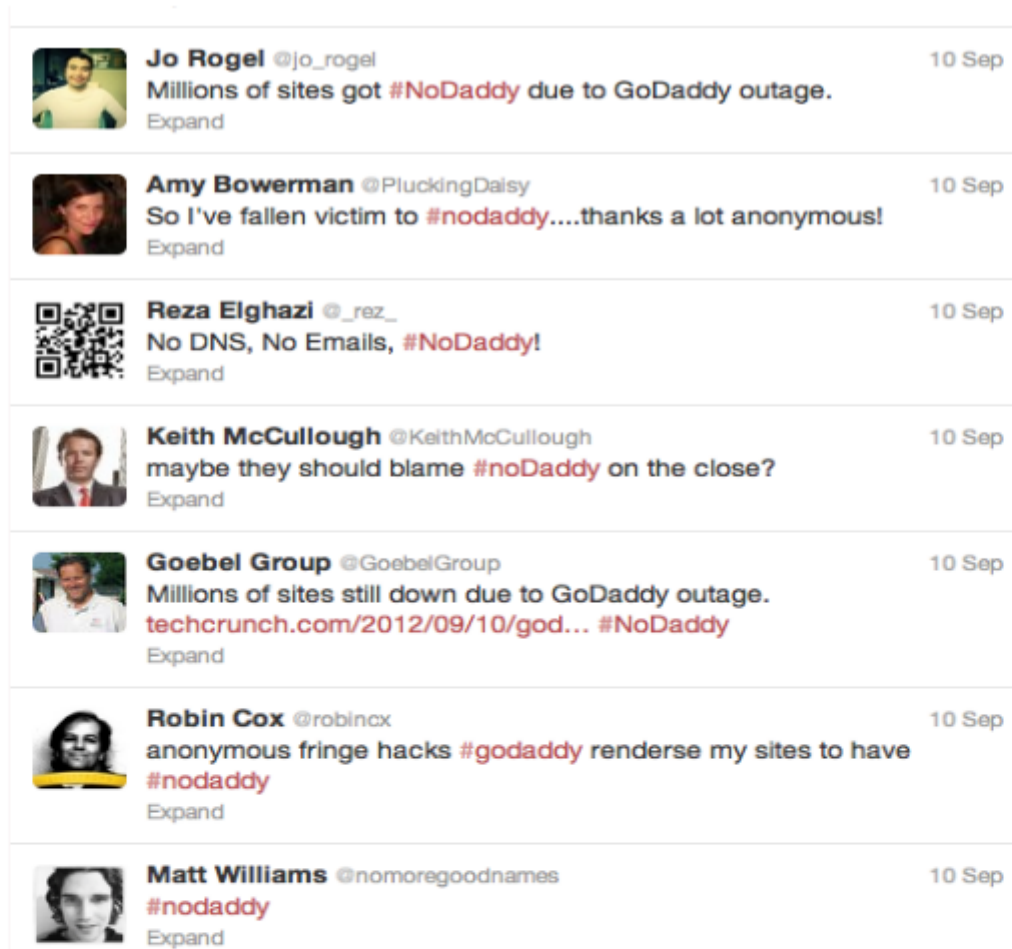 Jo Rogel @jo_rogel 10 Sep
Millions of sites got #NoDaddy due to GoDaddy outage.
Expand
Amy Bowerman @PluckingDaisy 10 Sep
So I've fallen victim to #nodaddy....thanks a lot anonymous!
Expand
Reza Elghazi @_rez_ 10 Sep
No DNS, No Emails, #NoDaddy!
Expand
Keith McCullough @KeithMcCullough 10 Sep
maybe they should blame #noDaddy on the close?
Expand
Goebel Group @GoebelGroup 10 Sep
Millions of sites still down due to GoDaddy outage.
techcrunch.com/2012/09/10/god... #NoDaddy
Expand
Robin Cox @robincx 10 Sep
anonymous fringe hacks #godaddy renderse my sites to have
#nodaddy
Expand
Matt Williams @nomoregoodnames 10 Sep
#nodaddy
Expand